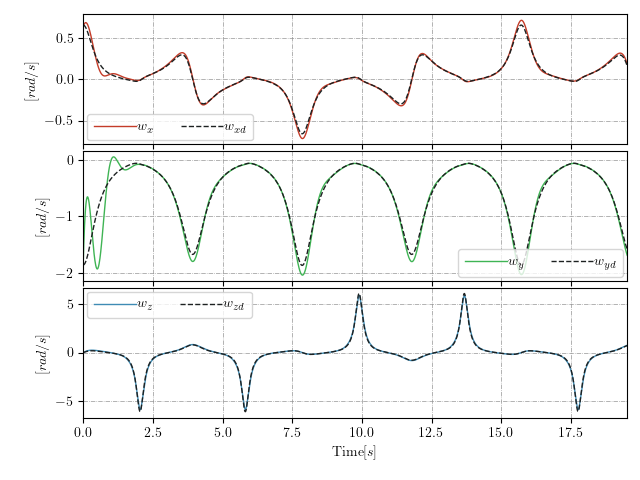 0.5
0.0
−0.5
[rad/s]
w_x w_xd
0
−1
−2
[rad/s]
w_y w_yd
5
0
−5
[rad/s]
w_z w_zd
0.0 2.5 5.0 7.5 10.0 12.5 15.0 17.5
Time[s]